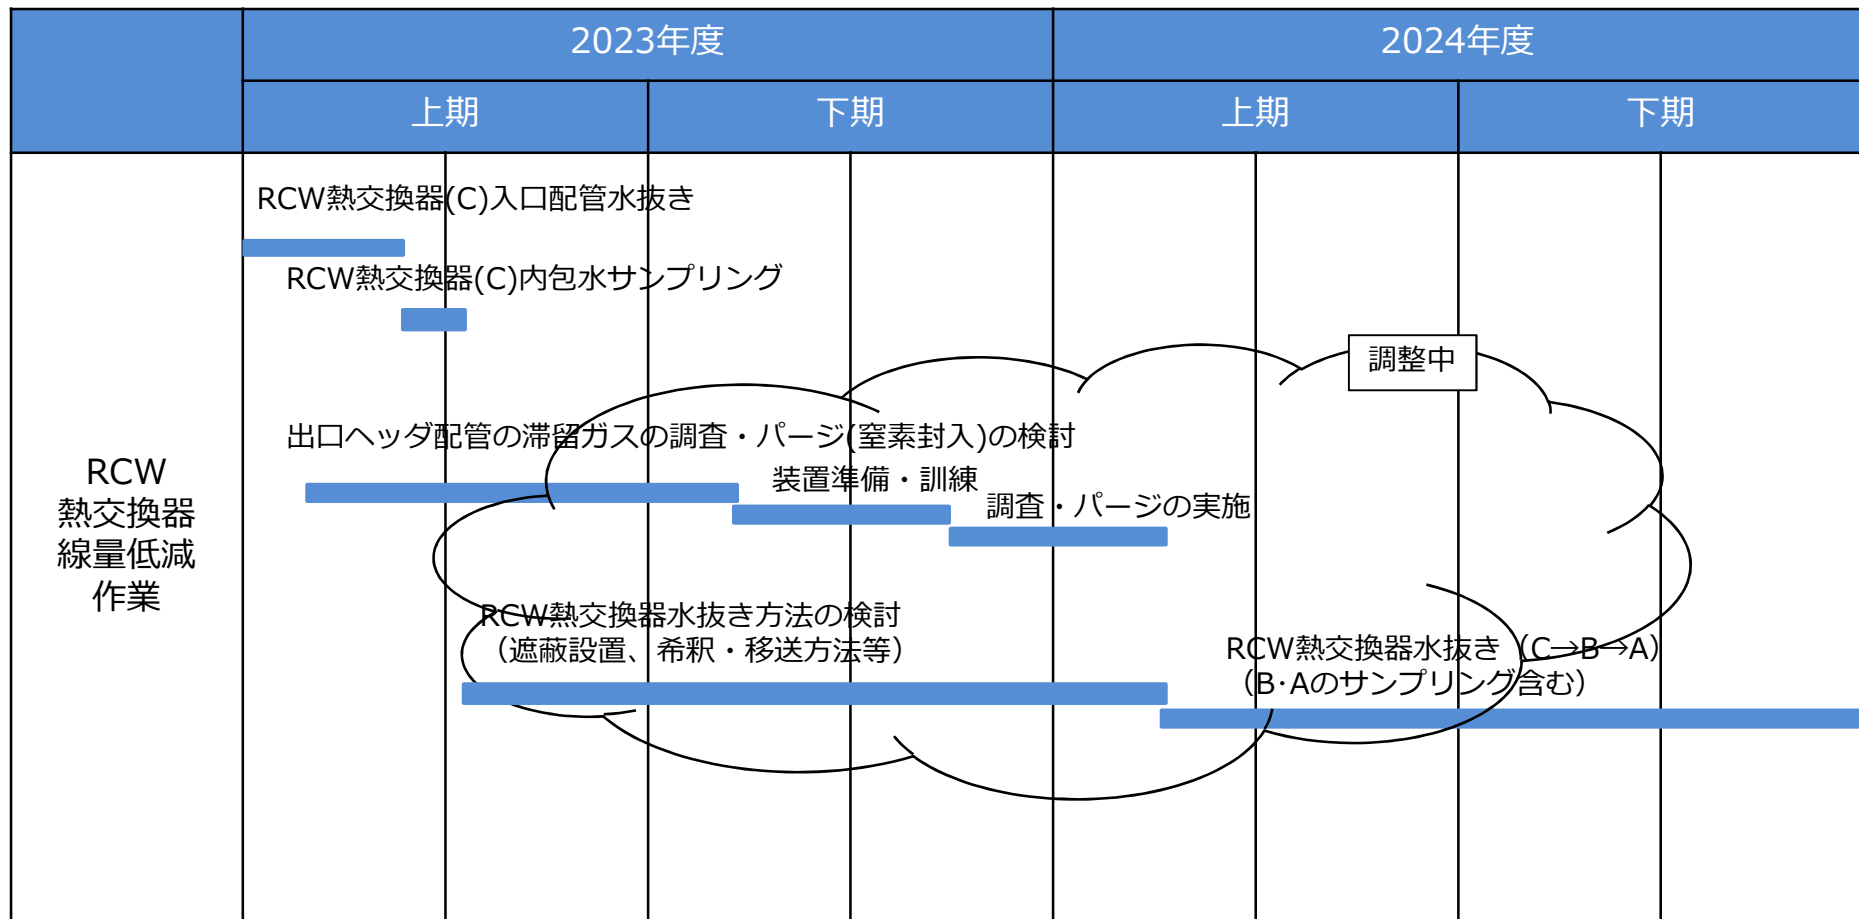 2023年度
2024年度
上期
下期
上期
下期
RCW
熱交換器
線量低減
作業
RCW熱交換器(C)入口配管水抜き
RCW熱交換器(C)内包水サンプリング
調整中
出口ヘッダ配管の滞留ガスの調査・パージ(窒素封入)の検討
装置準備・訓練
調査・パージの実施
RCW熱交換器水抜き方法の検討
（遮蔽設置、希釈・移送方法等）
RCW熱交換器水抜き（C→B→A）
（B･Aのサンプリング含む）